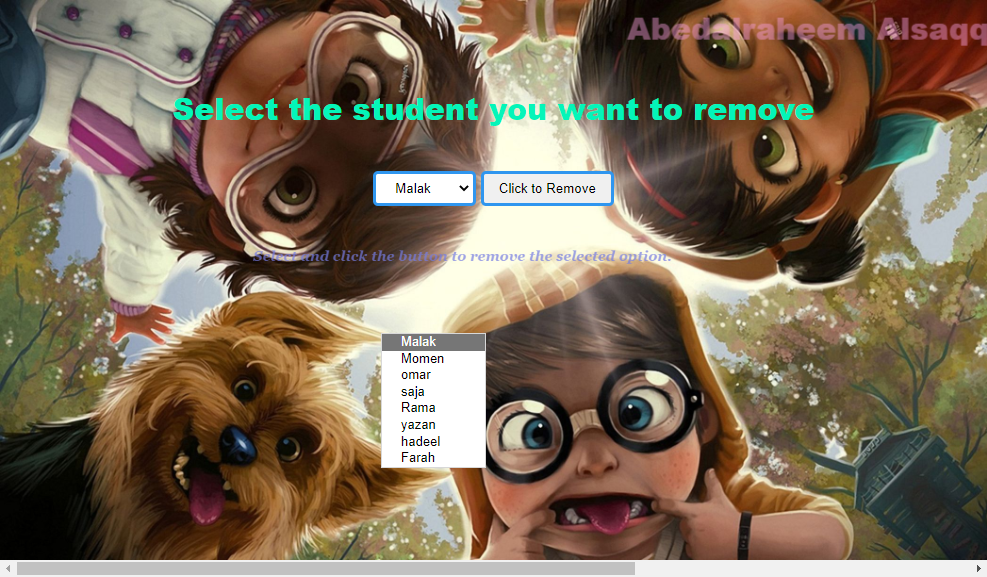 Abedalraheem Alsaqq
Select the student you want to remove
Malak
Click to Remove
Select and click the button to remove the selected option.
Malak
Momen
omar
saja
Rama
yazan
hadeel
Farah